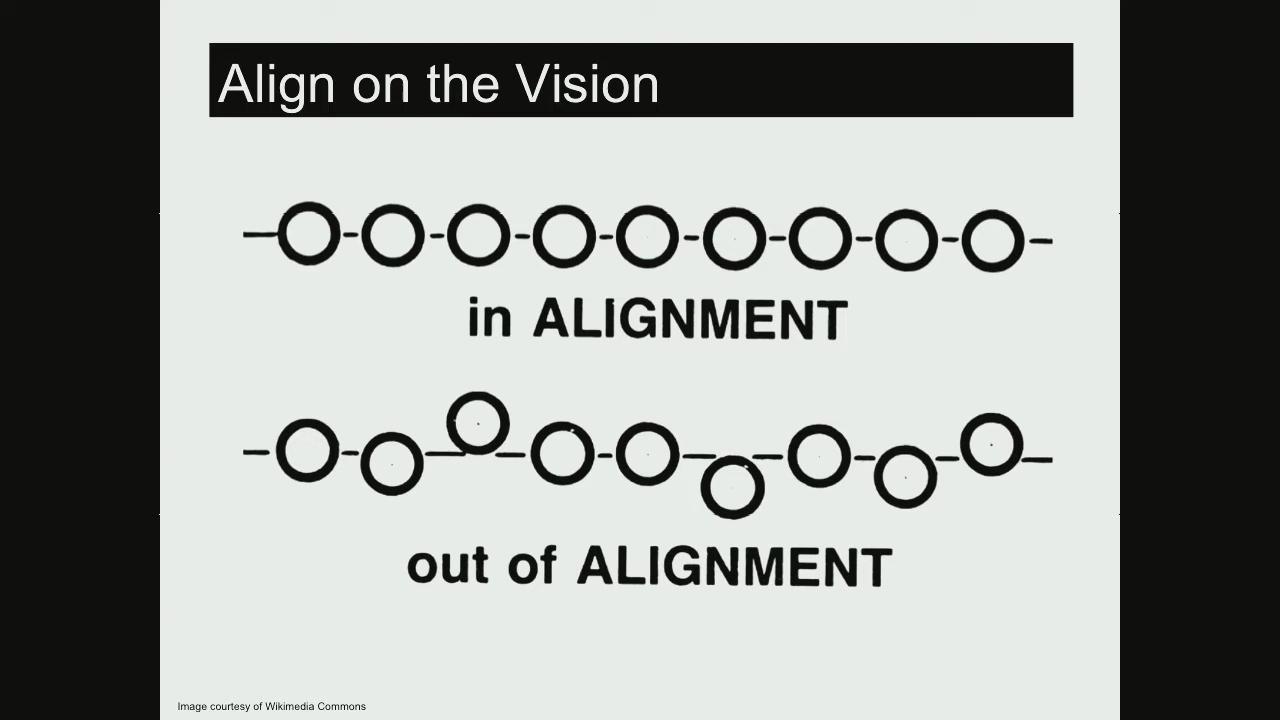 Align on the Vision
in ALIGNMENT
out of ALIGNMENT
Image courtesy of Wikimedia Commons